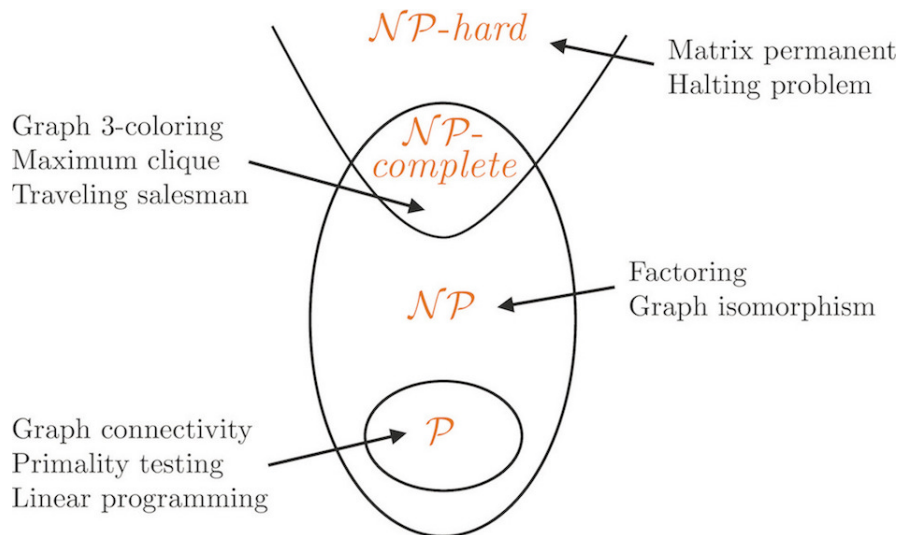 NP-hard
Matrix permanent
Halting problem
Graph 3-coloring
Maximum clique
Traveling salesman
NP-
complete
Factoring
Graph isomorphism
NP
Graph connectivity
Primality testing
Linear programming
P